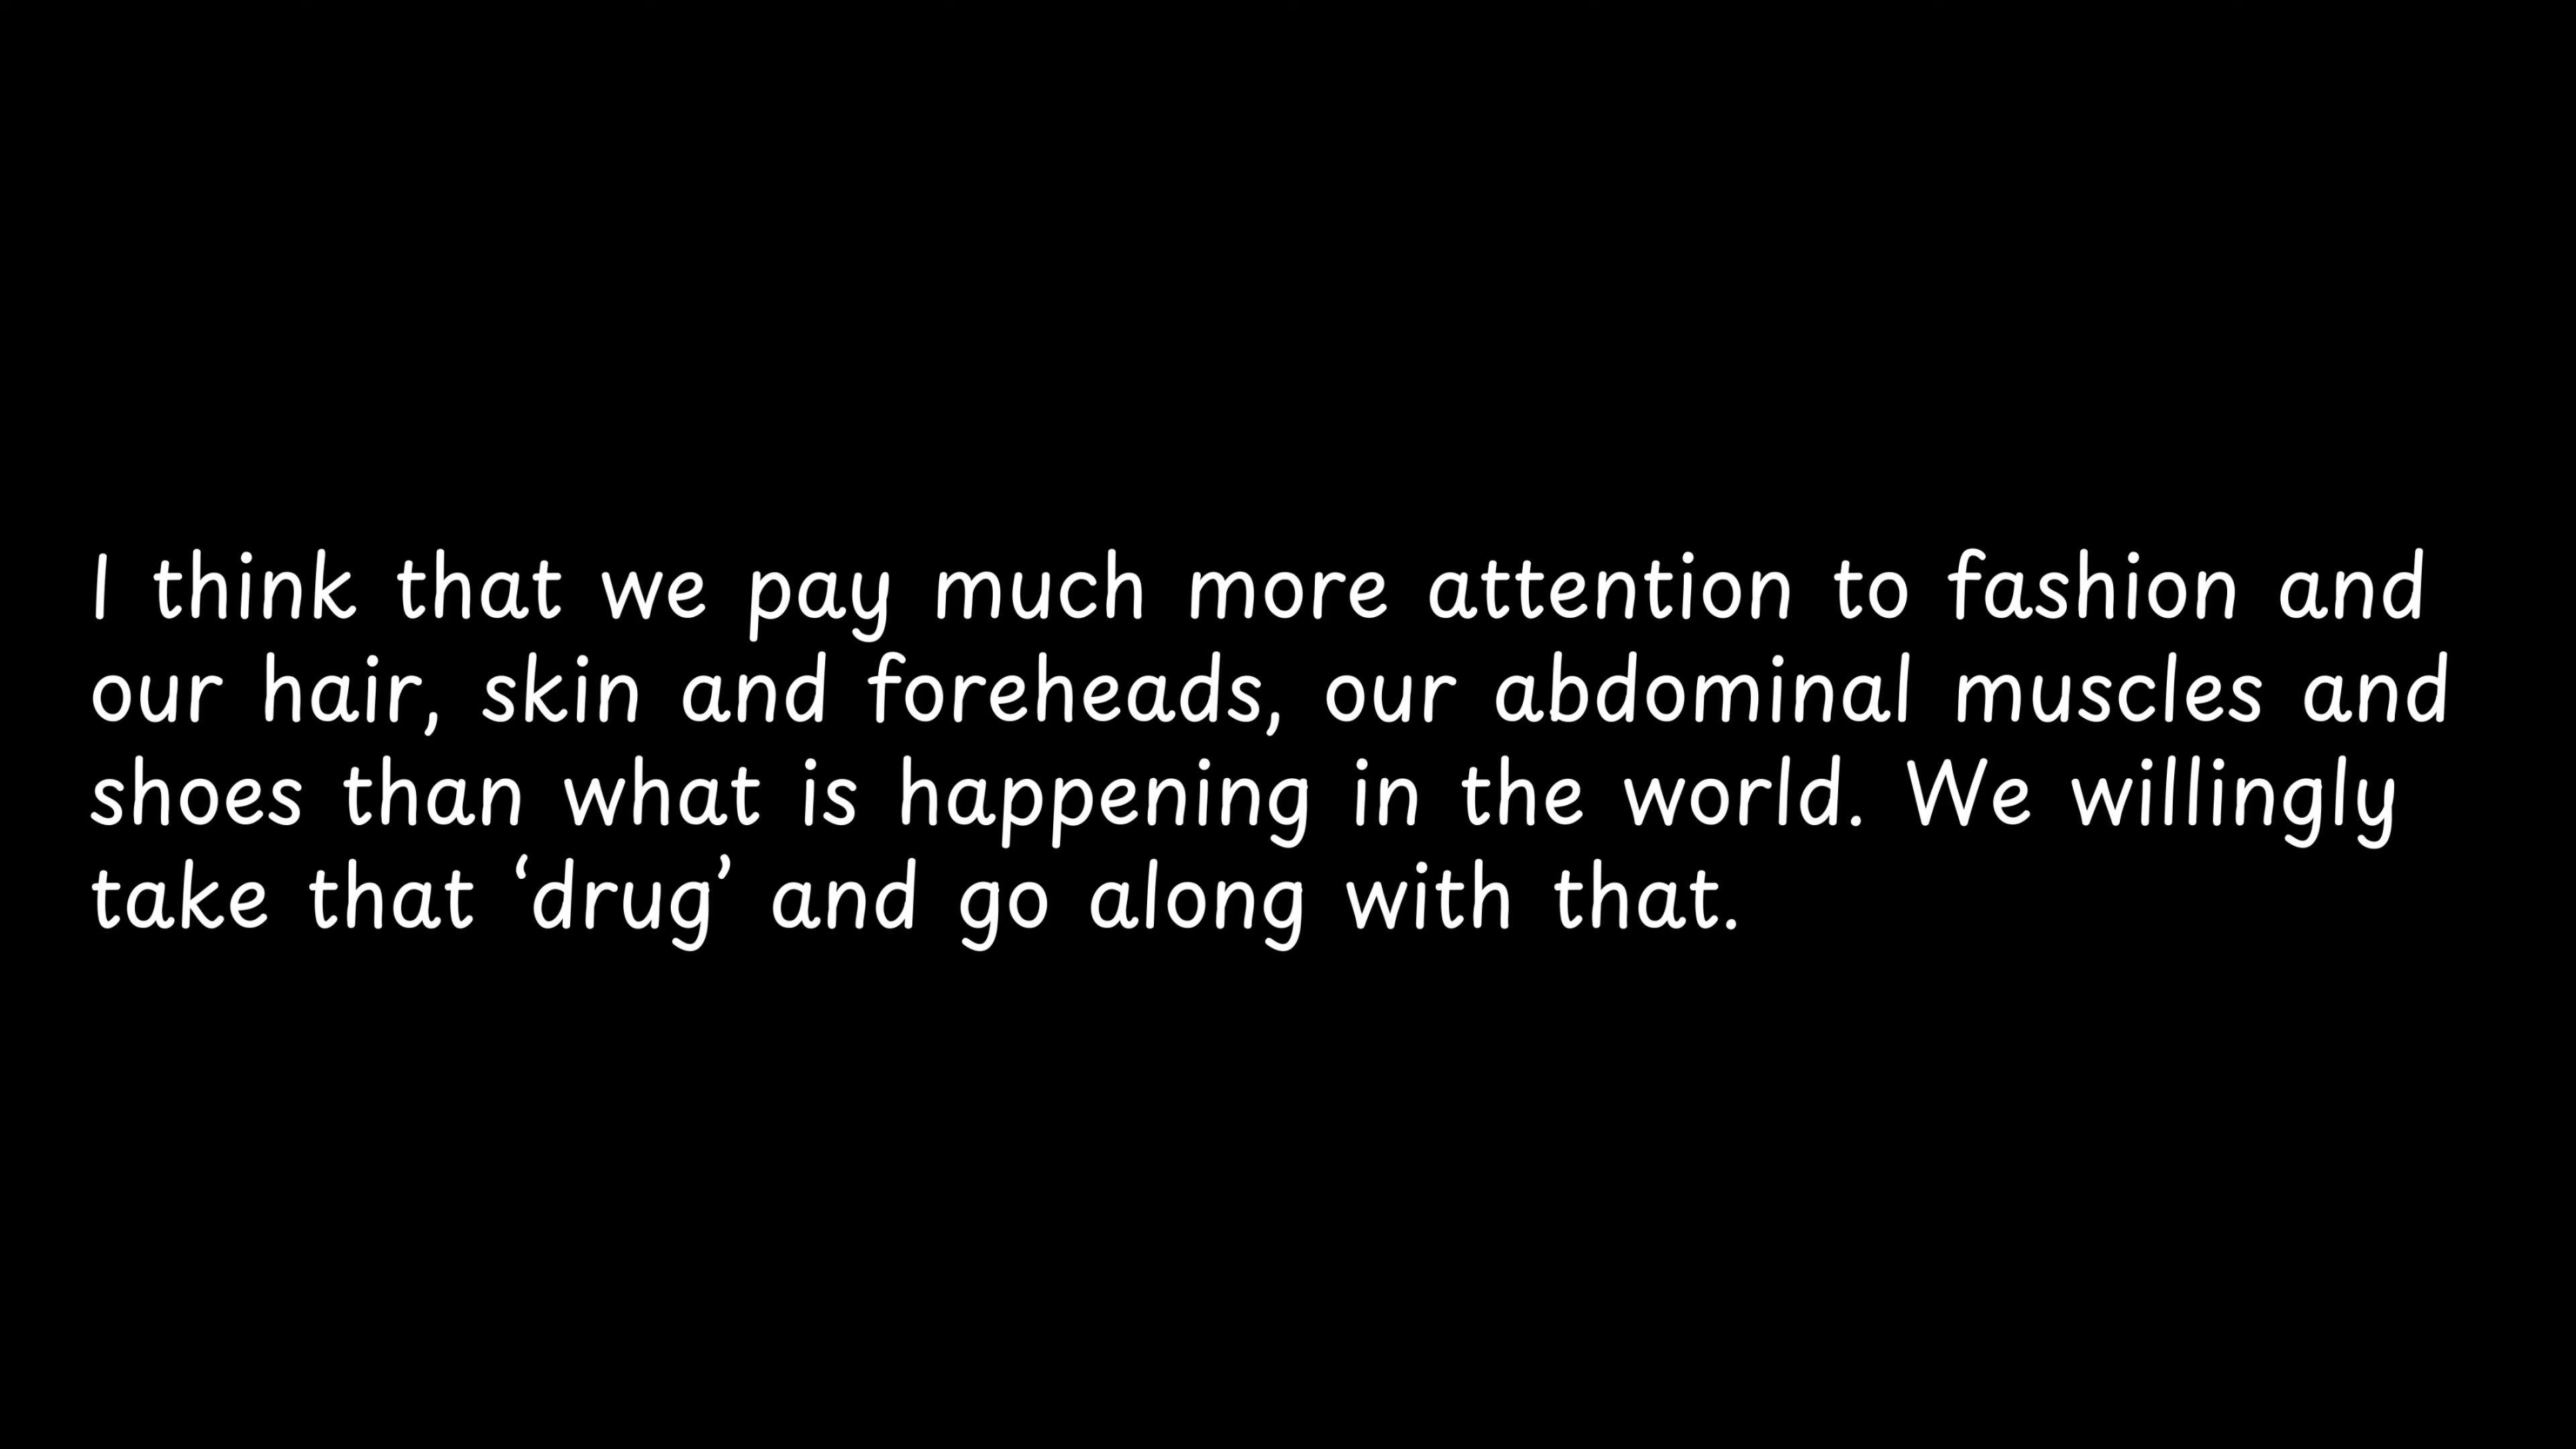 I think that we pay much more attention to fashion and
our hair, skin and foreheads, our abdominal muscles and
shoes than what is happening in the world. We willingly
take that ‘drug’ and go along with that.